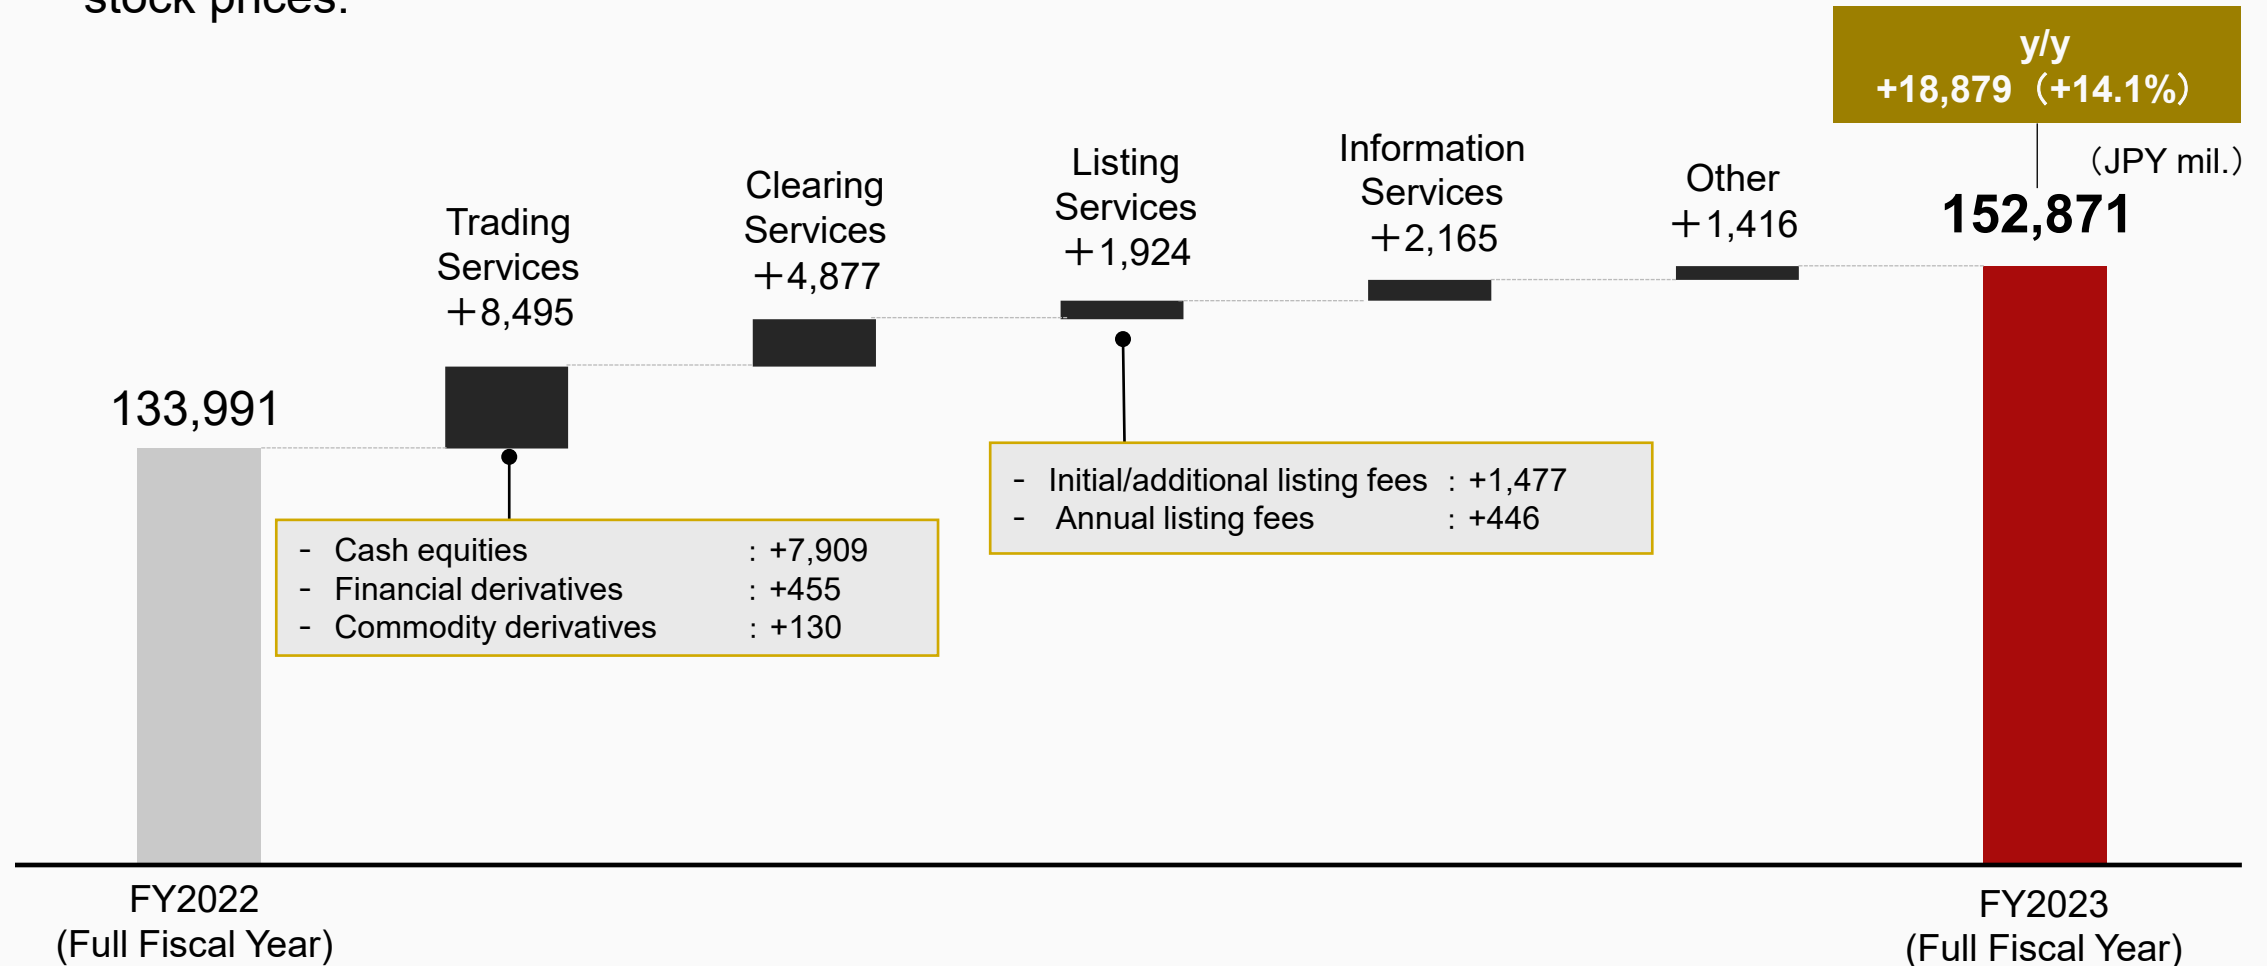 stock prices.
y/y
+18,879（+14.1%）
（JPY mil.）
133,991
Trading
Services
＋8,495
Clearing
Services
＋4,877
Listing
Services
＋1,924
Information
Services
＋2,165
Other
＋1,416
152,871
- Cash equities : +7,909
- Financial derivatives : +455
- Commodity derivatives : +130
- Initial/additional listing fees : +1,477
- Annual listing fees : +446
FY2022
(Full Fiscal Year)
FY2023
(Full Fiscal Year)